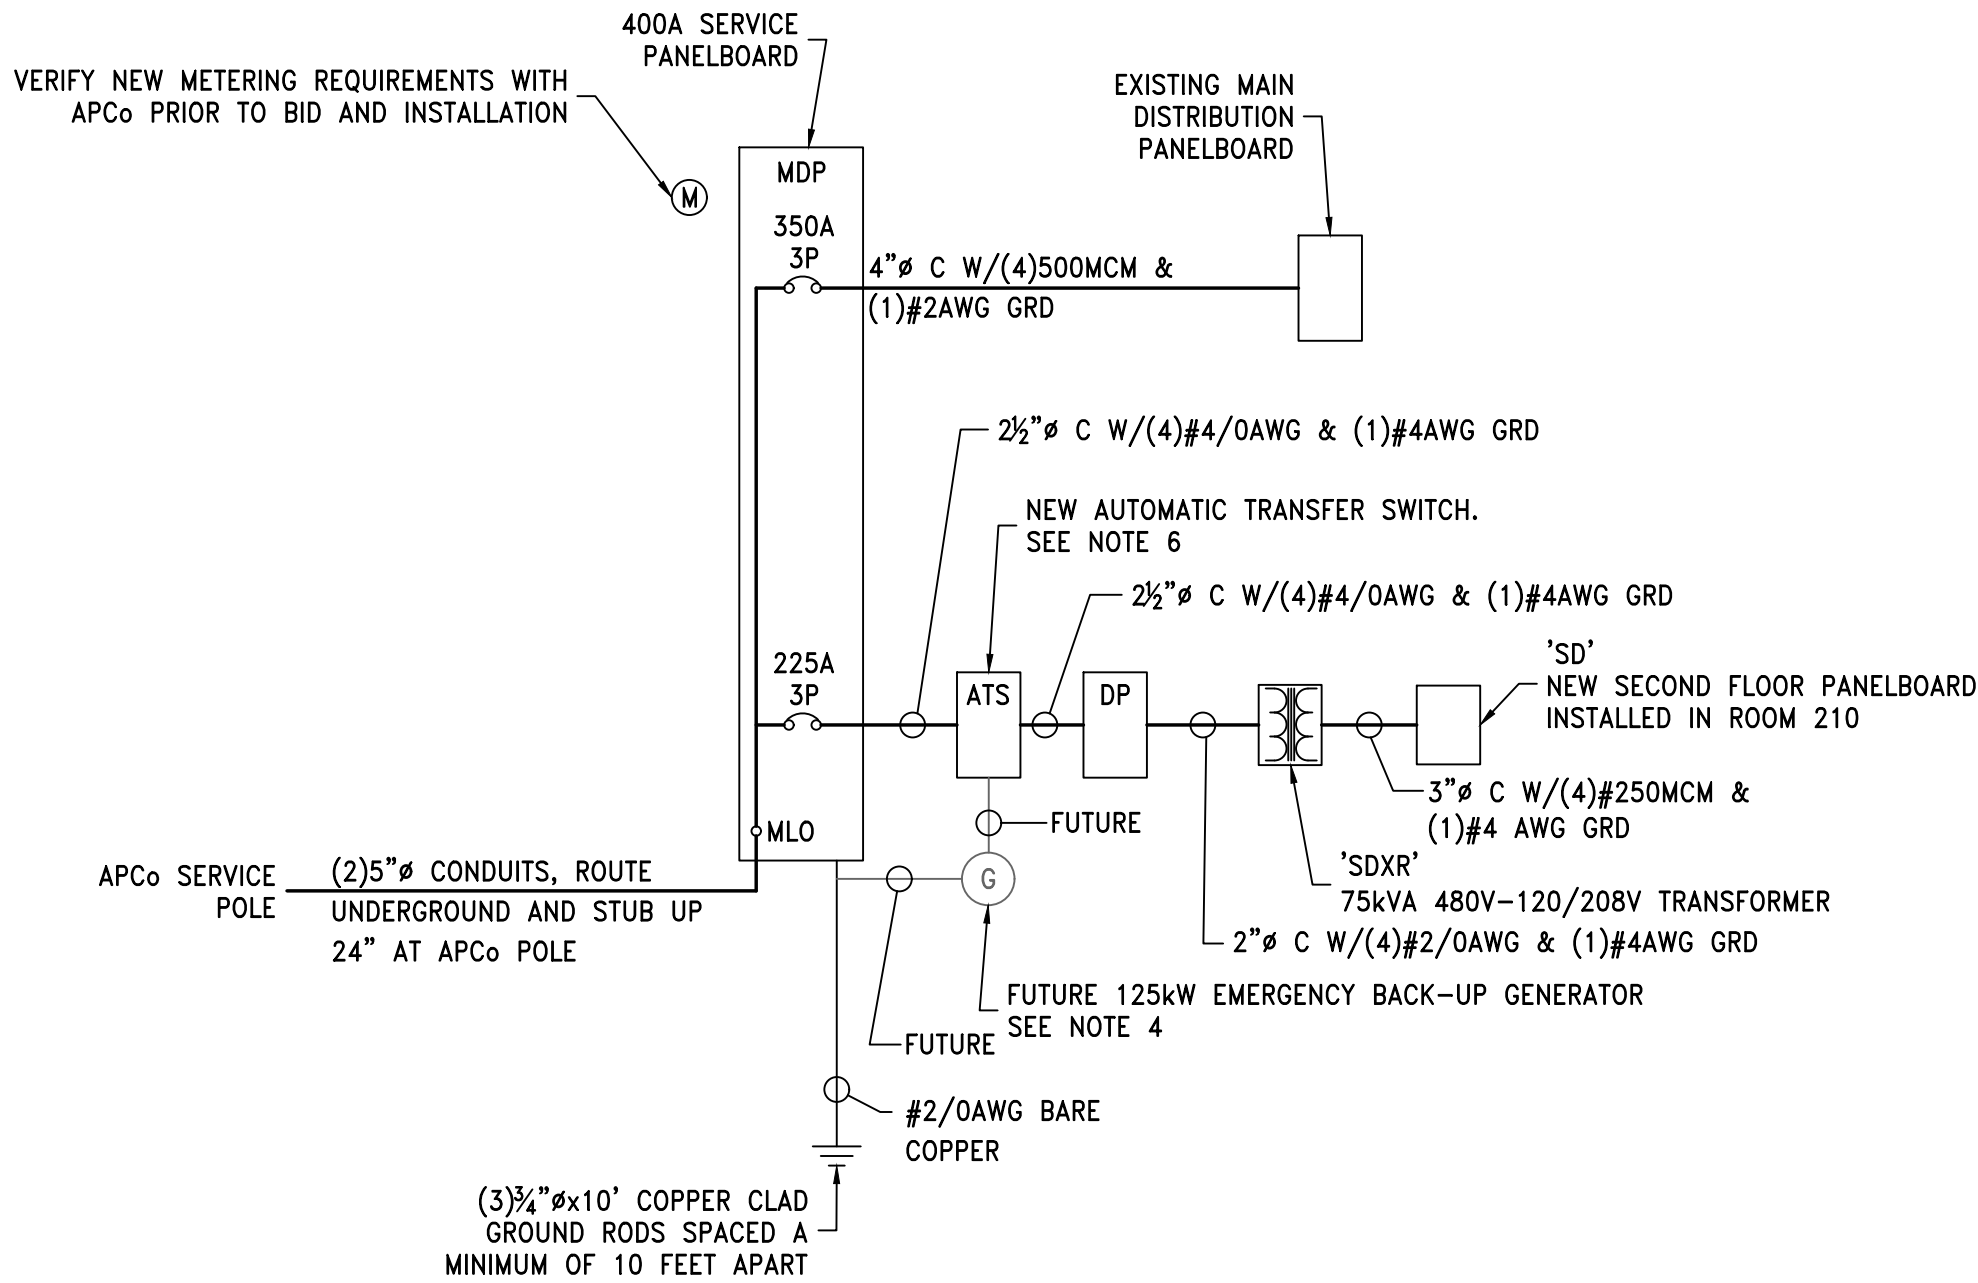 400A SERVICE
PANELBOARD
VERIFY NEW METERING REQUIREMENTS WITH
APCo PRIOR TO BID AND INSTALLATION
M
EXISTING MAIN
DISTRIBUTION
PANELBOARD
MDP
350A
3P
4"ø C W/(4)500MCM &
(1)#2AWG GRD
2½"ø C W/(4)#4/0AWG & (1)#4AWG GRD
NEW AUTOMATIC TRANSFER SWITCH.
SEE NOTE 6
2½"ø C W/(4)#4/0AWG & (1)#4AWG GRD
225A
3P
ATS
DP
'SD'
NEW SECOND FLOOR PANELBOARD
INSTALLED IN ROOM 210
3"ø C W/(4)#250MCM &
(1)#4 AWG GRD
FUTURE
MLO
APCo SERVICE
POLE
(2)5"ø CONDUITS, ROUTE
UNDERGROUND AND STUB UP
24" AT APCo POLE
G
'SDXR'
75kVA 480V-120/208V TRANSFORMER
2"ø C W/(4)#2/0AWG & (1)#4AWG GRD
FUTURE 125kW EMERGENCY BACK-UP GENERATOR
SEE NOTE 4
FUTURE
#2/0AWG BARE
COPPER
(3)¾"øx10' COPPER CLAD
GROUND RODS SPACED A
MINIMUM OF 10 FEET APART